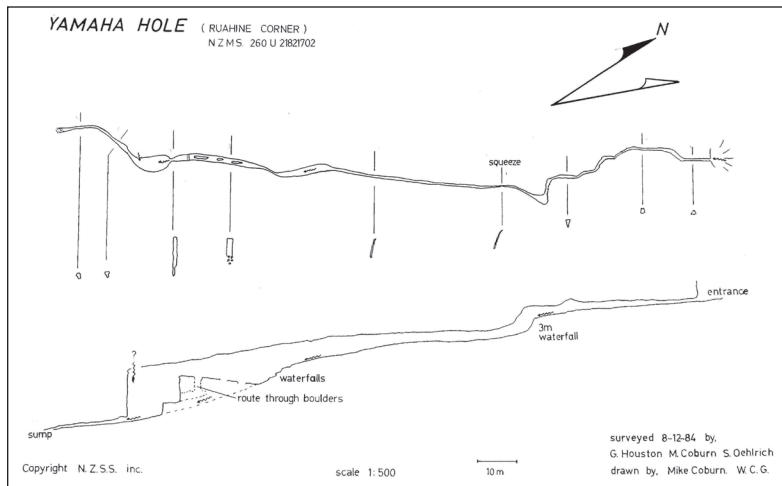 YAMAHA HOLE ( RUAHINE CORNER )
N Z M S. 260 U 21821702
N
squeeze
entrance
3m
waterfall
?
waterfalls
route through boulders
sump
Copyright N. Z. S. S. inc.
scale 1: 500
10 m
surveyed 8-12-84 by,
G. Houston M. Coburn S. Oehlrich
drawn by, Mike Coburn. W. C. G.